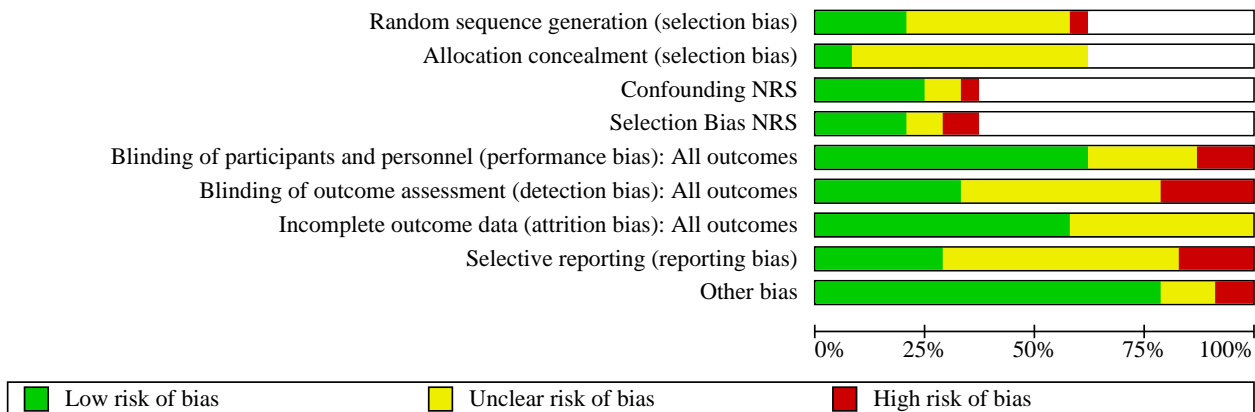 Random sequence generation (selection bias)
Allocation concealment (selection bias)
Confounding NRS
Selection Bias NRS
Blinding of participants and personnel (performance bias): All outcomes
Blinding of outcome assessment (detection bias): All outcomes
Incomplete outcome data (attrition bias): All outcomes
Selective reporting (reporting bias)
Other bias
0% 25% 50% 75% 100%
Low risk of bias Unclear risk of bias High risk of bias